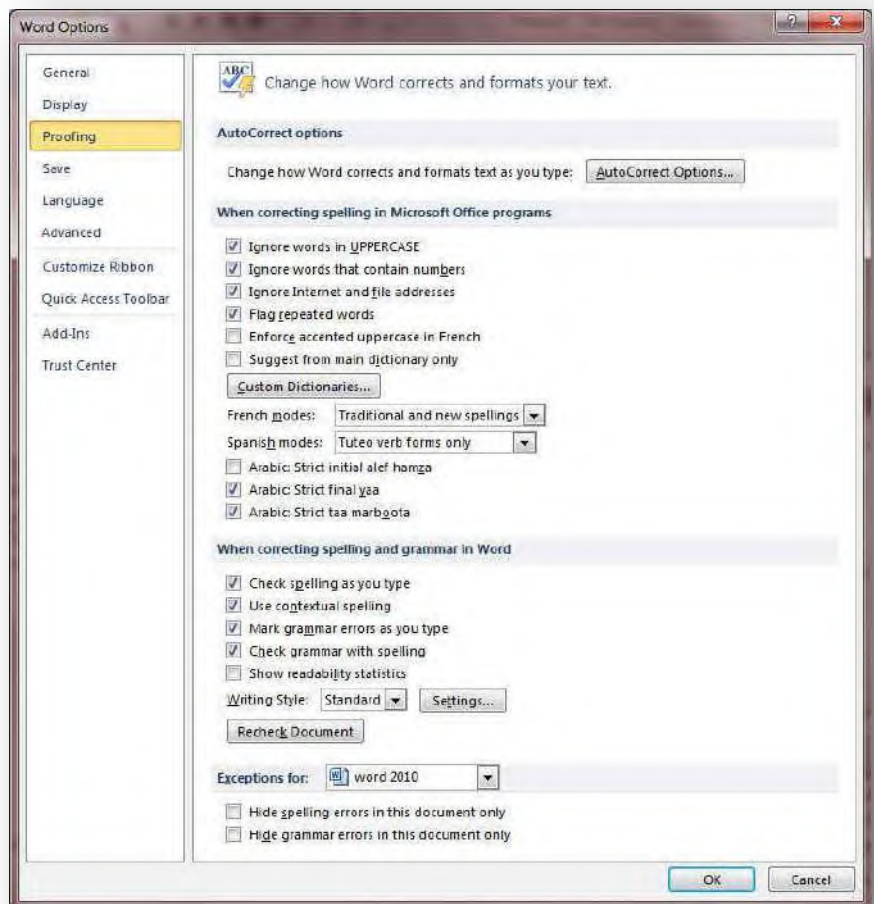 Word Options
General
Display
Proofing
Save
Language
Advanced
Customize Ribbon
Quick Access Toolbar
Add-Ins
Trust Center
ABC
Change how Word corrects and formats your text.
AutoCorrect options
Change how Word corrects and formats text as you type: AutoCorrect Options...
When correcting spelling in Microsoft Office programs
Ignore words in UPPERCASE
Ignore words that contain numbers
Ignore Internet and file addresses
Flag repeated words
Enforce accented uppercase in French
Suggest from main dictionary only
Custom Dictionaries...
French modes: Traditional and new spellings
Spanish modes: Tuteo verb forms only
Arabic: Strict initial alef hamza
Arabic: Strict final yaa
Arabic: Strict taa marboota
When correcting spelling and grammar in Word
Check spelling as you type
Use contextual spelling
Mark grammar errors as you type
Check grammar with spelling
Show readability statistics
Writing Style: Standard Settings...
Recheck Document
Exceptions for: word 2010
Hide spelling errors in this document only
Hide grammar errors in this document only
OK Cancel